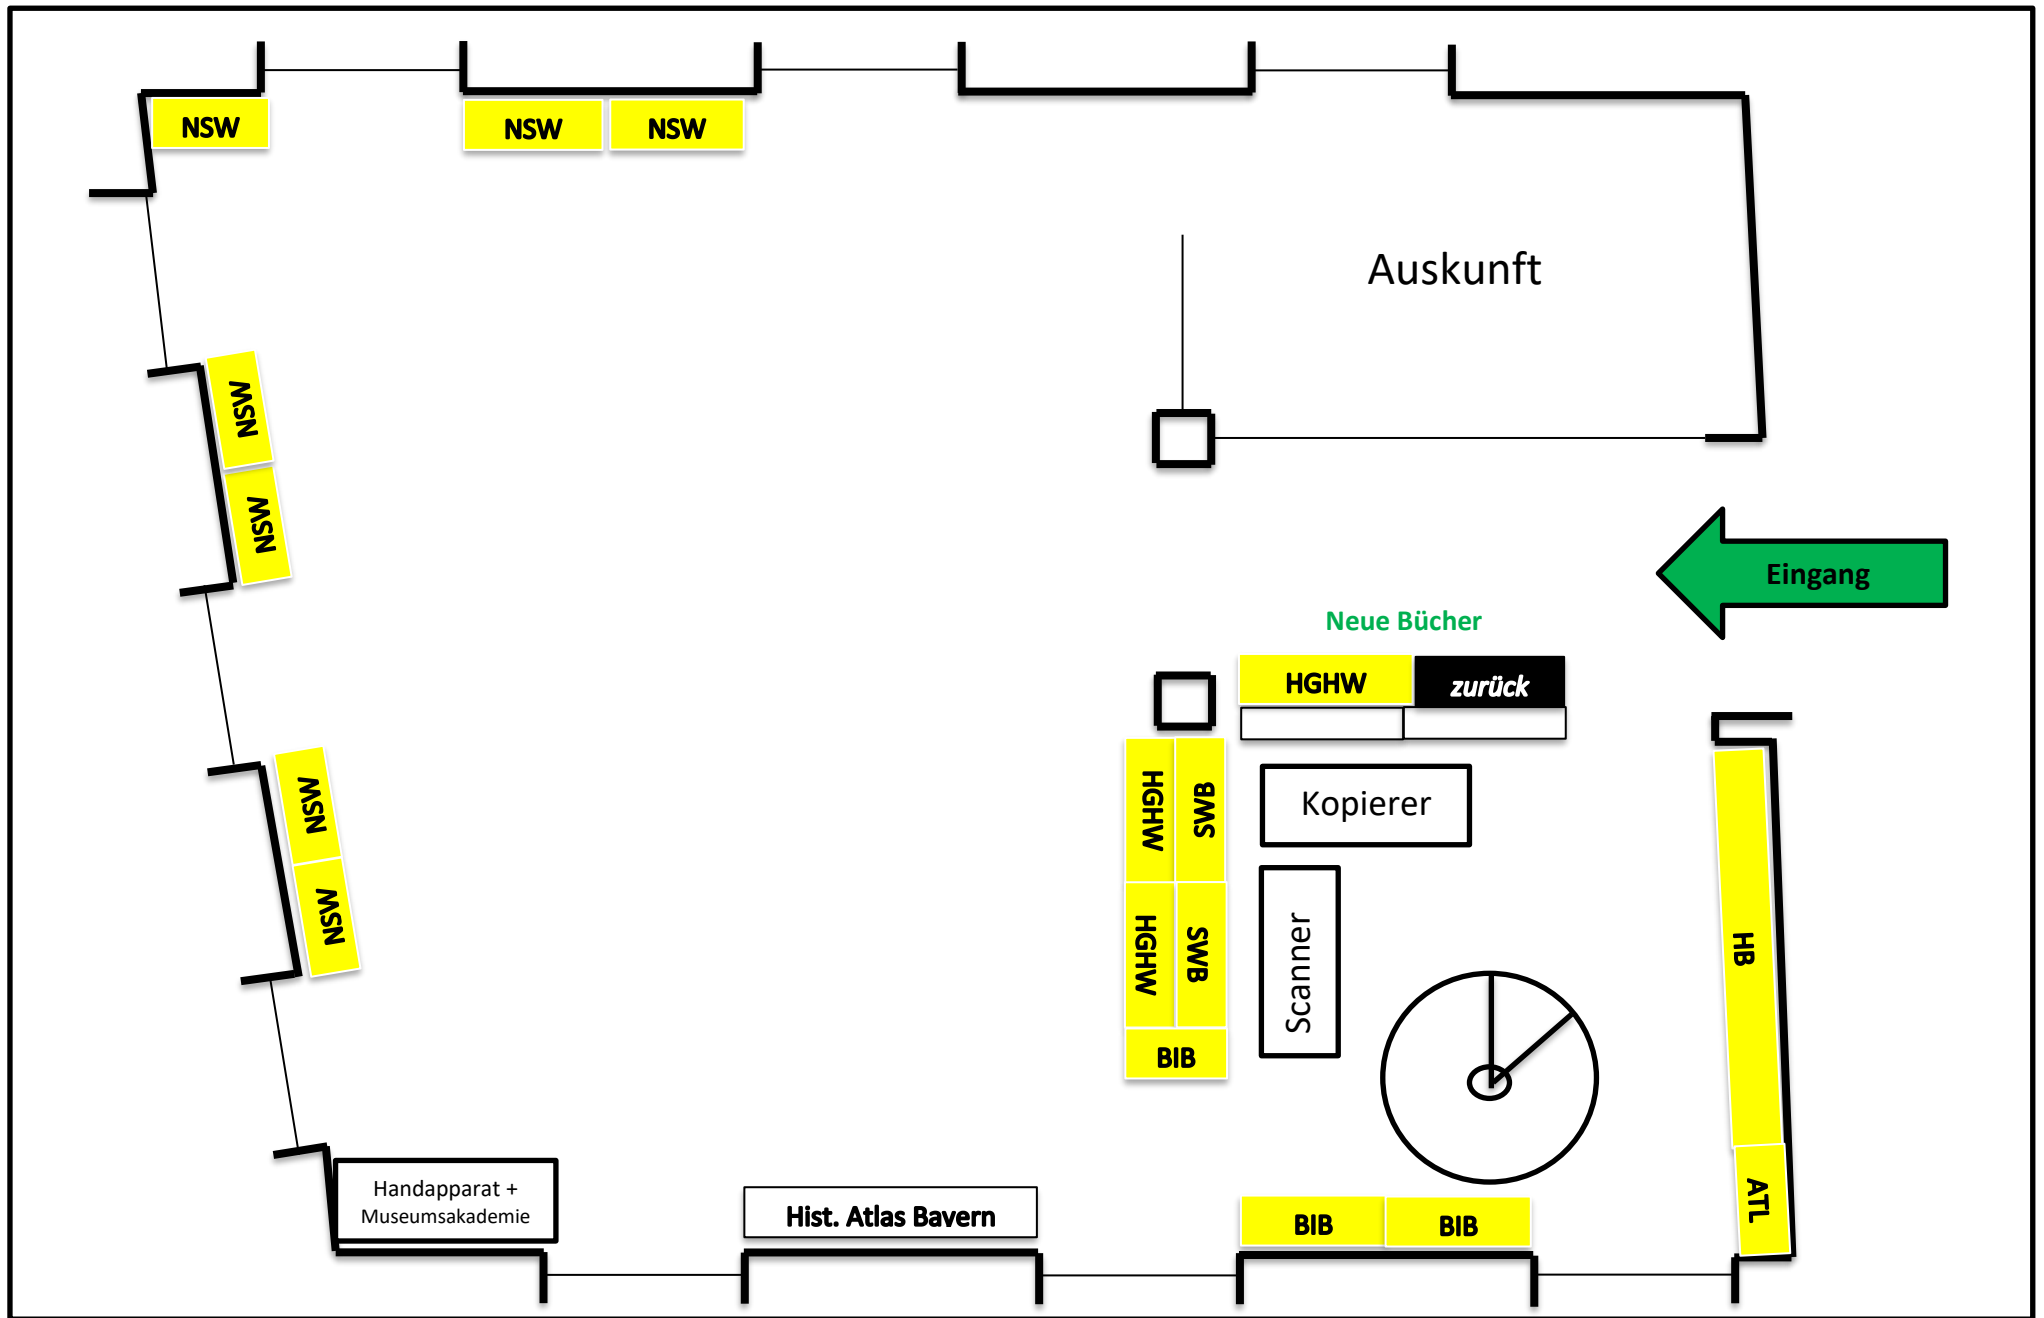 NSW
NSW
NSW
Auskunft
NSW
NSW
Eingang
Neue Bücher
HGHW
zurück
NSW
NSW
HGHW
SWB
Kopierer
HGHW
SWB
Scanner
HB
BIB
Handapparat +
Museumsakademie
Hist. Atlas Bavern
BIB
BIB
ATL